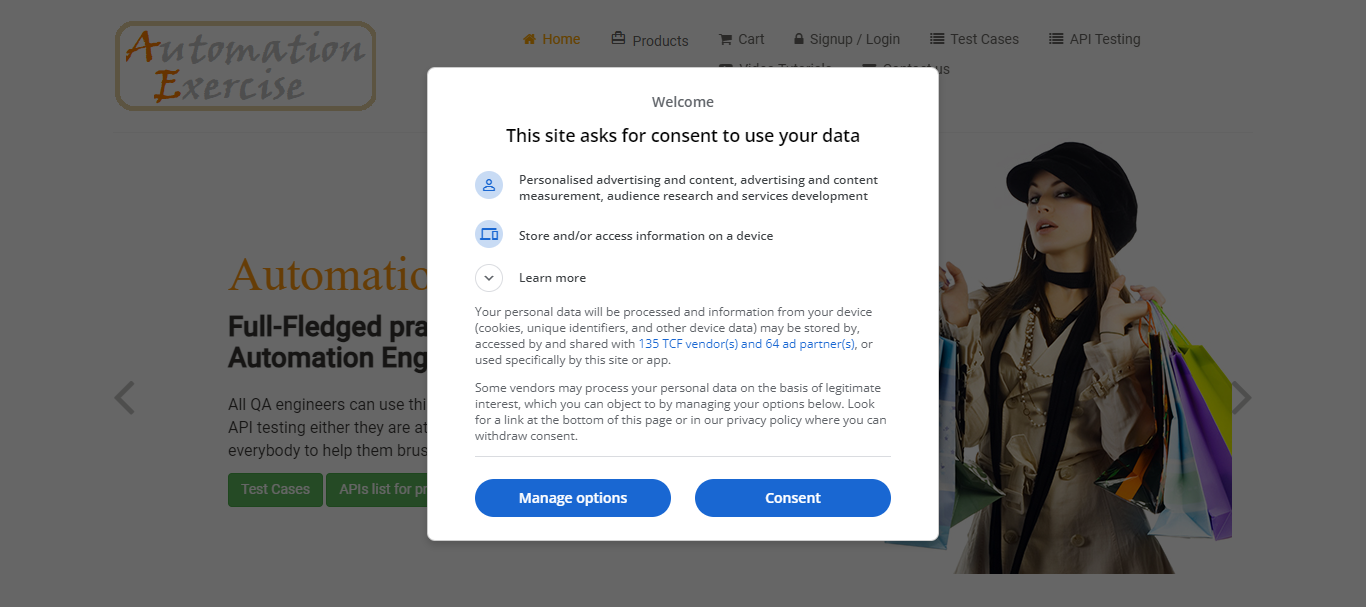 Automation
Exercise
Home
Products
Cart
Signup / Login
Test Cases
API Testing
Video Tutorials
Contact us
Welcome
This site asks for consent to use your data
Personalised advertising and content, advertising and content
measurement, audience research and services development
Store and/or access information on a device
Learn more
Your personal data will be processed and information from your device
(cookies, unique identifiers, and other device data) may be stored by,
accessed by and shared with 135 TCF vendor(s) and 64 ad partner(s), or
used specifically by this site or app.
Some vendors may process your personal data on the basis of legitimate
interest, which you can object to by managing your options below. Look
for a link at the bottom of this page or in our privacy policy where you can
withdraw consent.
Manage options
Consent
Automatio
Full-Fledged pra
Automation Eng
All QA engineers can use thi
API testing either they are at
everybody to help them brus
Test Cases
APIs list for pr